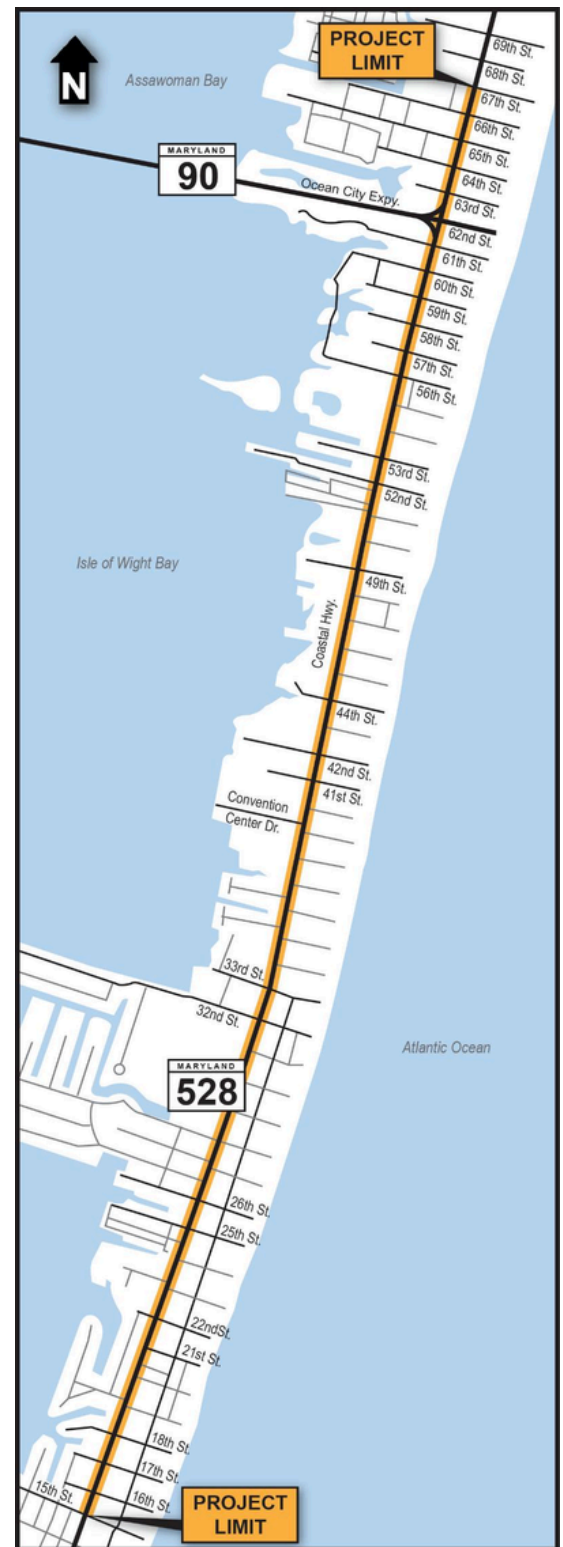 PROJECT
LIMIT
69th St.
68th St.
N
Assawoman Bay
67th St.
66th St.
65th St.
MARYLAND
90
64th St.
Ocean City Expy.
63rd St.
62nd St.
61th St.
60th St.
59th St.
58th St.
57th St.
56th St.
53rd St.
52nd St.
Isle of Wight Bay
49th St.
Coastal Hwy.
44th St.
42nd St.
41st St.
Convention
Center Dr.
33rd St.
32nd St.
Atlantic Ocean
MARYLAND
528
26th St.
25th St.
22ndSt.
21st St.
18th St.
17th St.
15th St.
16th St.
PROJECT
LIMIT